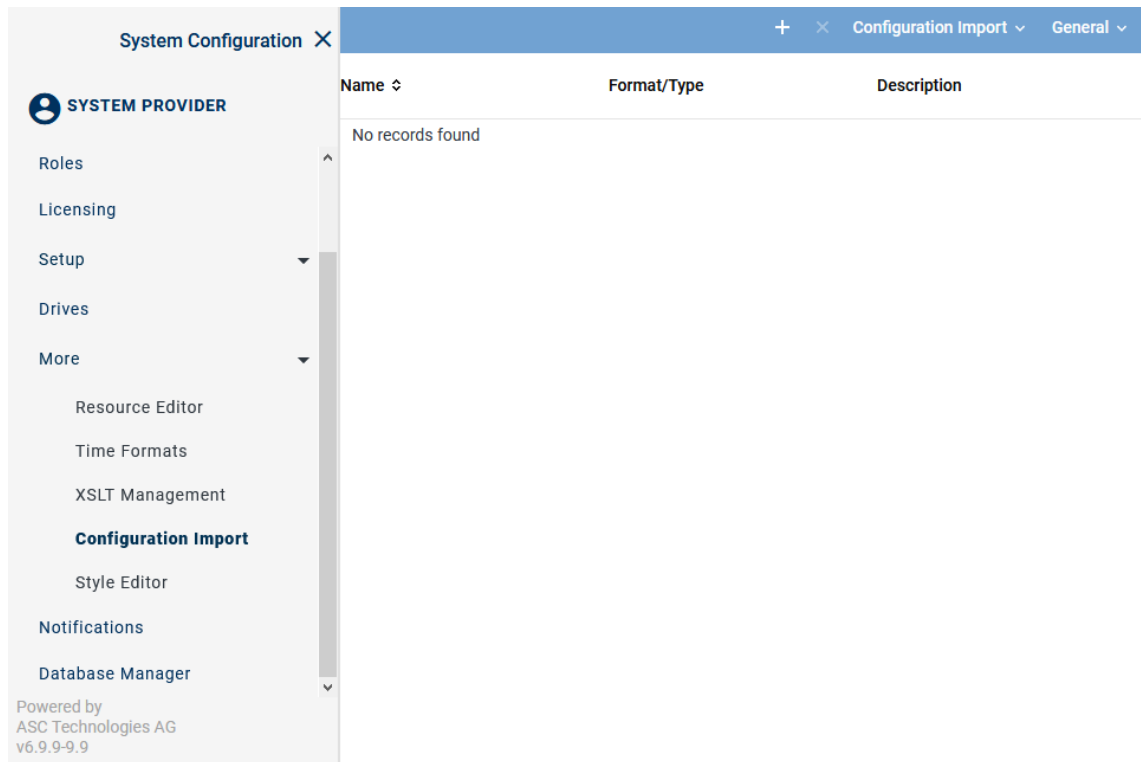 System Configuration
SYSTEM PROVIDER
Roles
Licensing
Setup
Drives
More
Resource Editor
Time Formats
XSLT Management
Configuration Import
Style Editor
Notifications
Database Manager
Powered by
ASC Technologies AG
v6.9.9-9.9
Configuration Import General
Name Format/Type Description
No records found